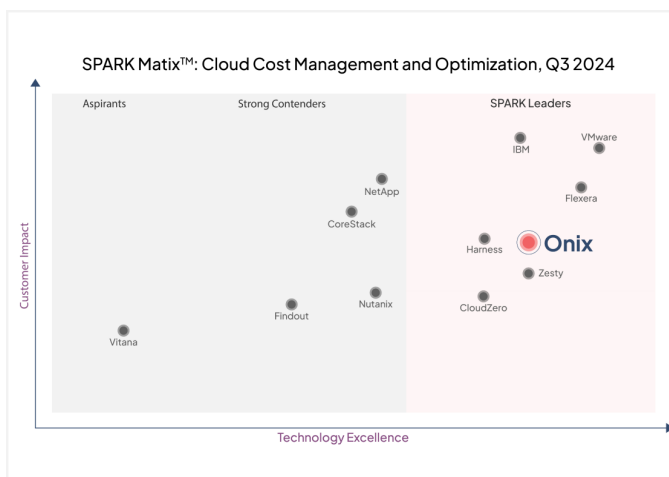 SPARK Matix™: Cloud Cost Management and Optimization, Q3 2024
Aspirants
Strong Contenders
SPARK Leaders
IBM
VMware
NetApp
Flexera
CoreStack
Harness
Onix
Zesty
Nutanix
CloudZero
Findout
Vitana
Customer Impact
Technology Excellence